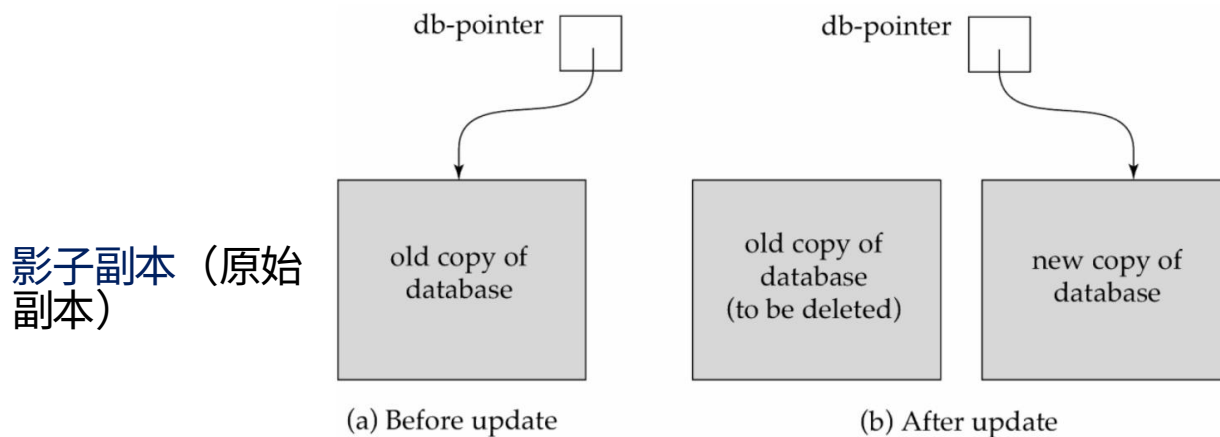 db-pointer
db-pointer
影子副本（原始
副本）
old copy of
database
old copy of
database
(to be deleted)
new copy of
database
(a) Before update
(b) After update